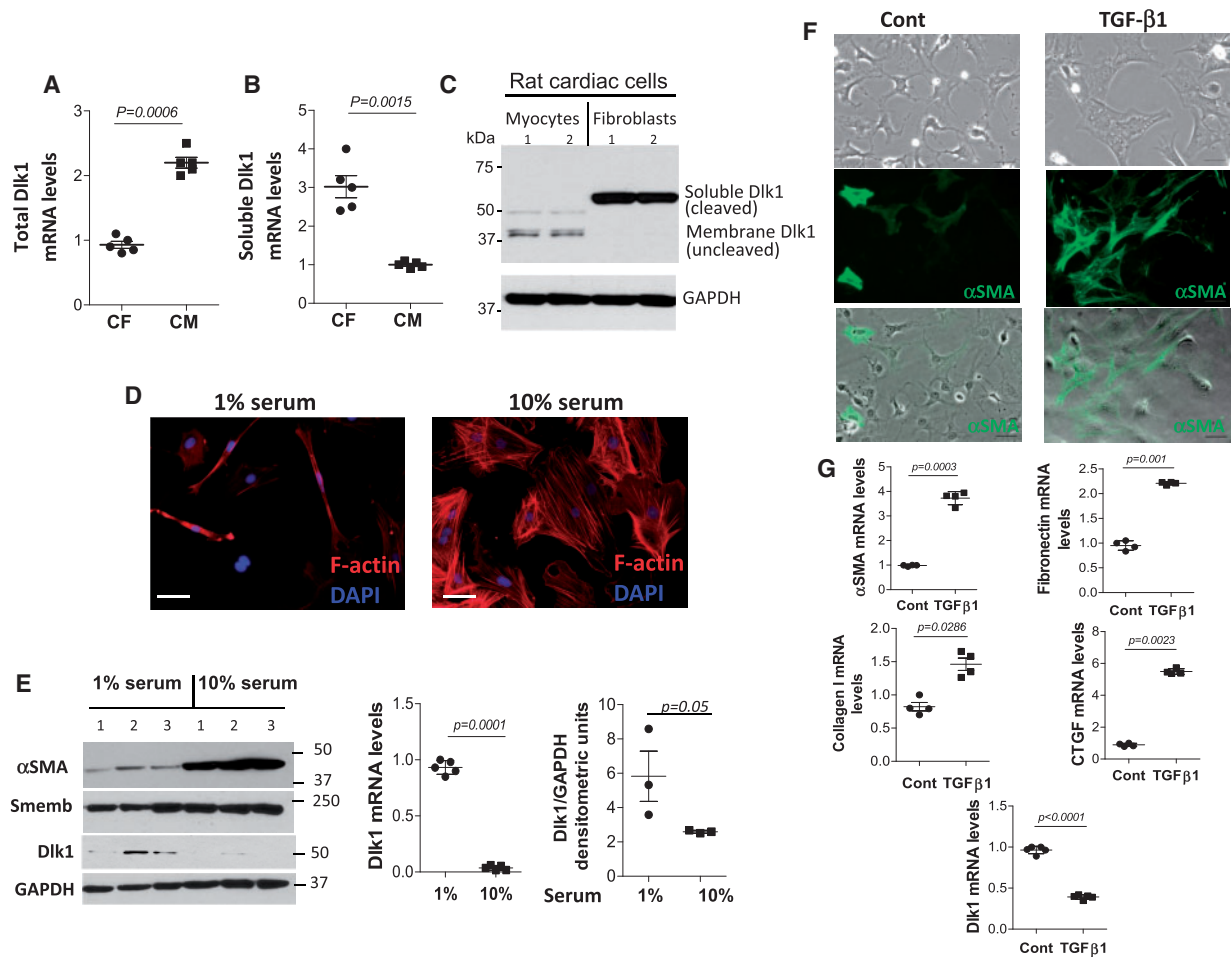 A
P=0.0006
Total Dlk1
mRNA levels
3
2
1
0
CF
CM
B
P=0.0015
Soluble Dlk1
mRNA levels
5
4
3
2
1
0
CF
CM
C
Rat cardiac cells
Myocytes
Fibroblasts
kDa
1
2
1
2
75
50
37
37
Soluble Dlk1
(cleaved)
Membrane Dlk1
(uncleaved)
GAPDH
D
1% serum
10% serum
F-actin
DAPI
F-actin
DAPI
E
1% serum
10% serum
1
2
3
1
2
3
αSMA
Smemb
Dlk1
GAPDH
50
37
250
50
37
Dlk1 mRNA levels
p=0.0001
1.5
1.0
0.5
0.0
1%
10%
Serum
Dlk1/GAPDH
densitometric units
p=0.05
10
8
6
4
2
0
1%
10%
F
Cont
TGF-β1
αSMA
αSMA
αSMA
αSMA
G
αSMA mRNA levels
p=0.0003
5
4
3
2
1
0
Cont
TGFβ1
Fibronectin mRNA
levels
p=0.001
2.5
2.0
1.5
1.0
0.5
0.0
Cont
TGFβ1
Collagen I mRNA
levels
p=0.0286
2.0
1.5
1.0
0.5
0.0
Cont
TGFβ1
CTGF mRNA levels
p=0.0023
8
6
4
2
0
Cont
TGFβ1
Dlk1 mRNA levels
p<0.0001
1.5
1.0
0.5
0.0
Cont
TGFβ1